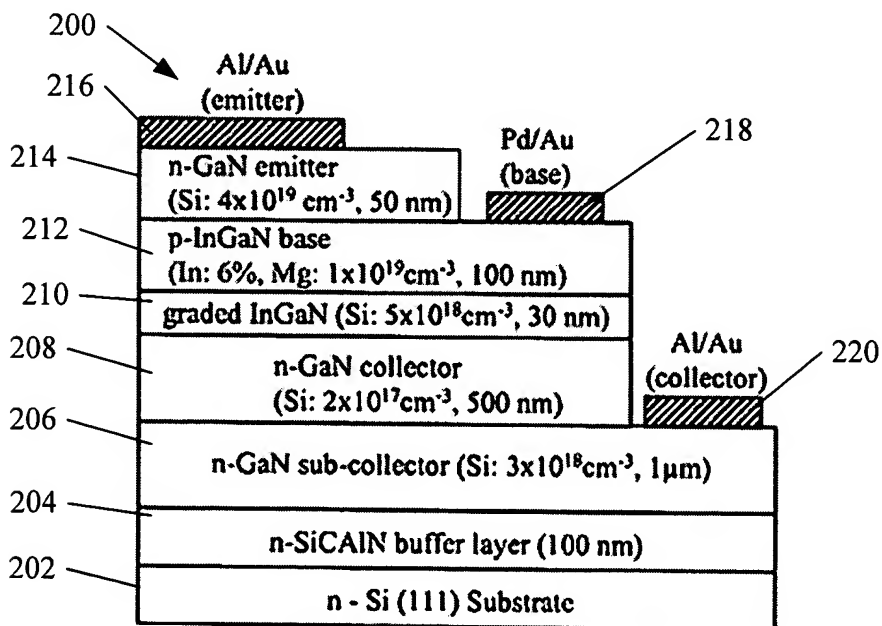 200
216
Al/Au
(emitter)
214
n-GaN emitter
(Si: 4x10¹⁹ cm⁻³, 50 nm)
Pd/Au
(base)
218
212
p-InGaN base
(In: 6%, Mg: 1x10¹⁹cm⁻³, 100 nm)
210
graded InGaN (Si: 5x10¹⁸cm⁻³, 30 nm)
208
n-GaN collector
(Si: 2x10¹⁷cm⁻³, 500 nm)
Al/Au
(collector)
220
206
n-GaN sub-collector (Si: 3x10¹⁸cm⁻³, 1µm)
204
n-SiCAlN buffer layer (100 nm)
202
n - Si (111) Substrate